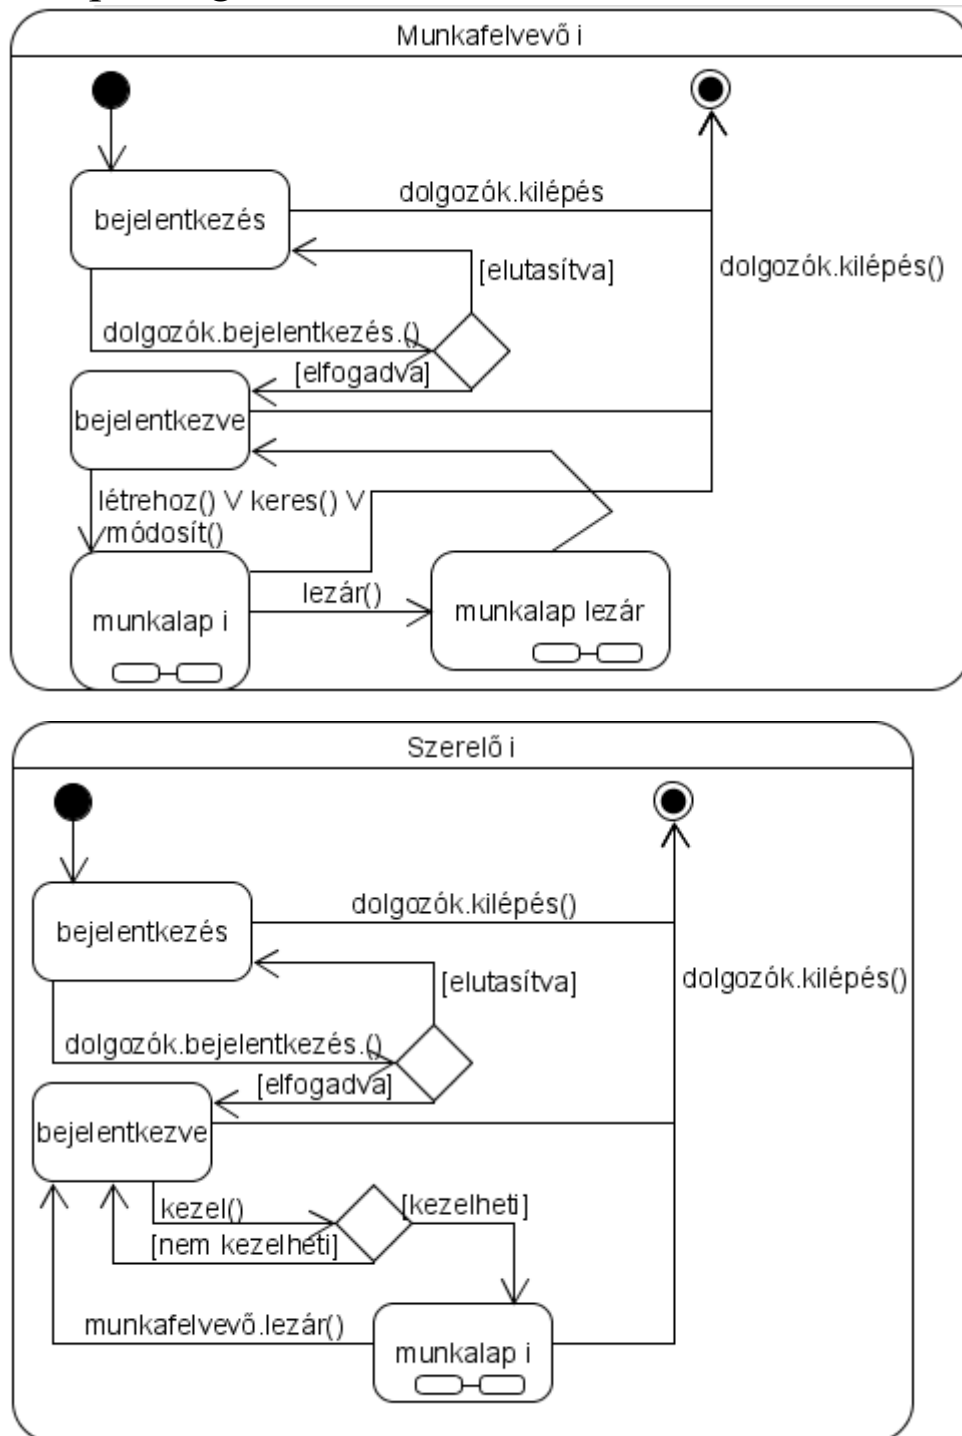 Munkafelvevő i
bejelentkezés
dolgozók.kilépés
[elutasítva]
dolgozók.kilépés()
dolgozók.bejelentkezés.()
[elfogadva]
bejelentkezve
létrehoz() V keres() V
módosít()
lezár()
munkalap i
munkalap lezár
Szerelő i
dolgozók.kilépés()
bejelentkezés
[elutasítva]
dolgozók.kilépés()
dolgozók.bejelentkezés.()
[elfogadva]
bejelentkezve
kezel()
[kezelheti]
[nem kezelheti]
munkafelvevő.lezár()
munkalap i